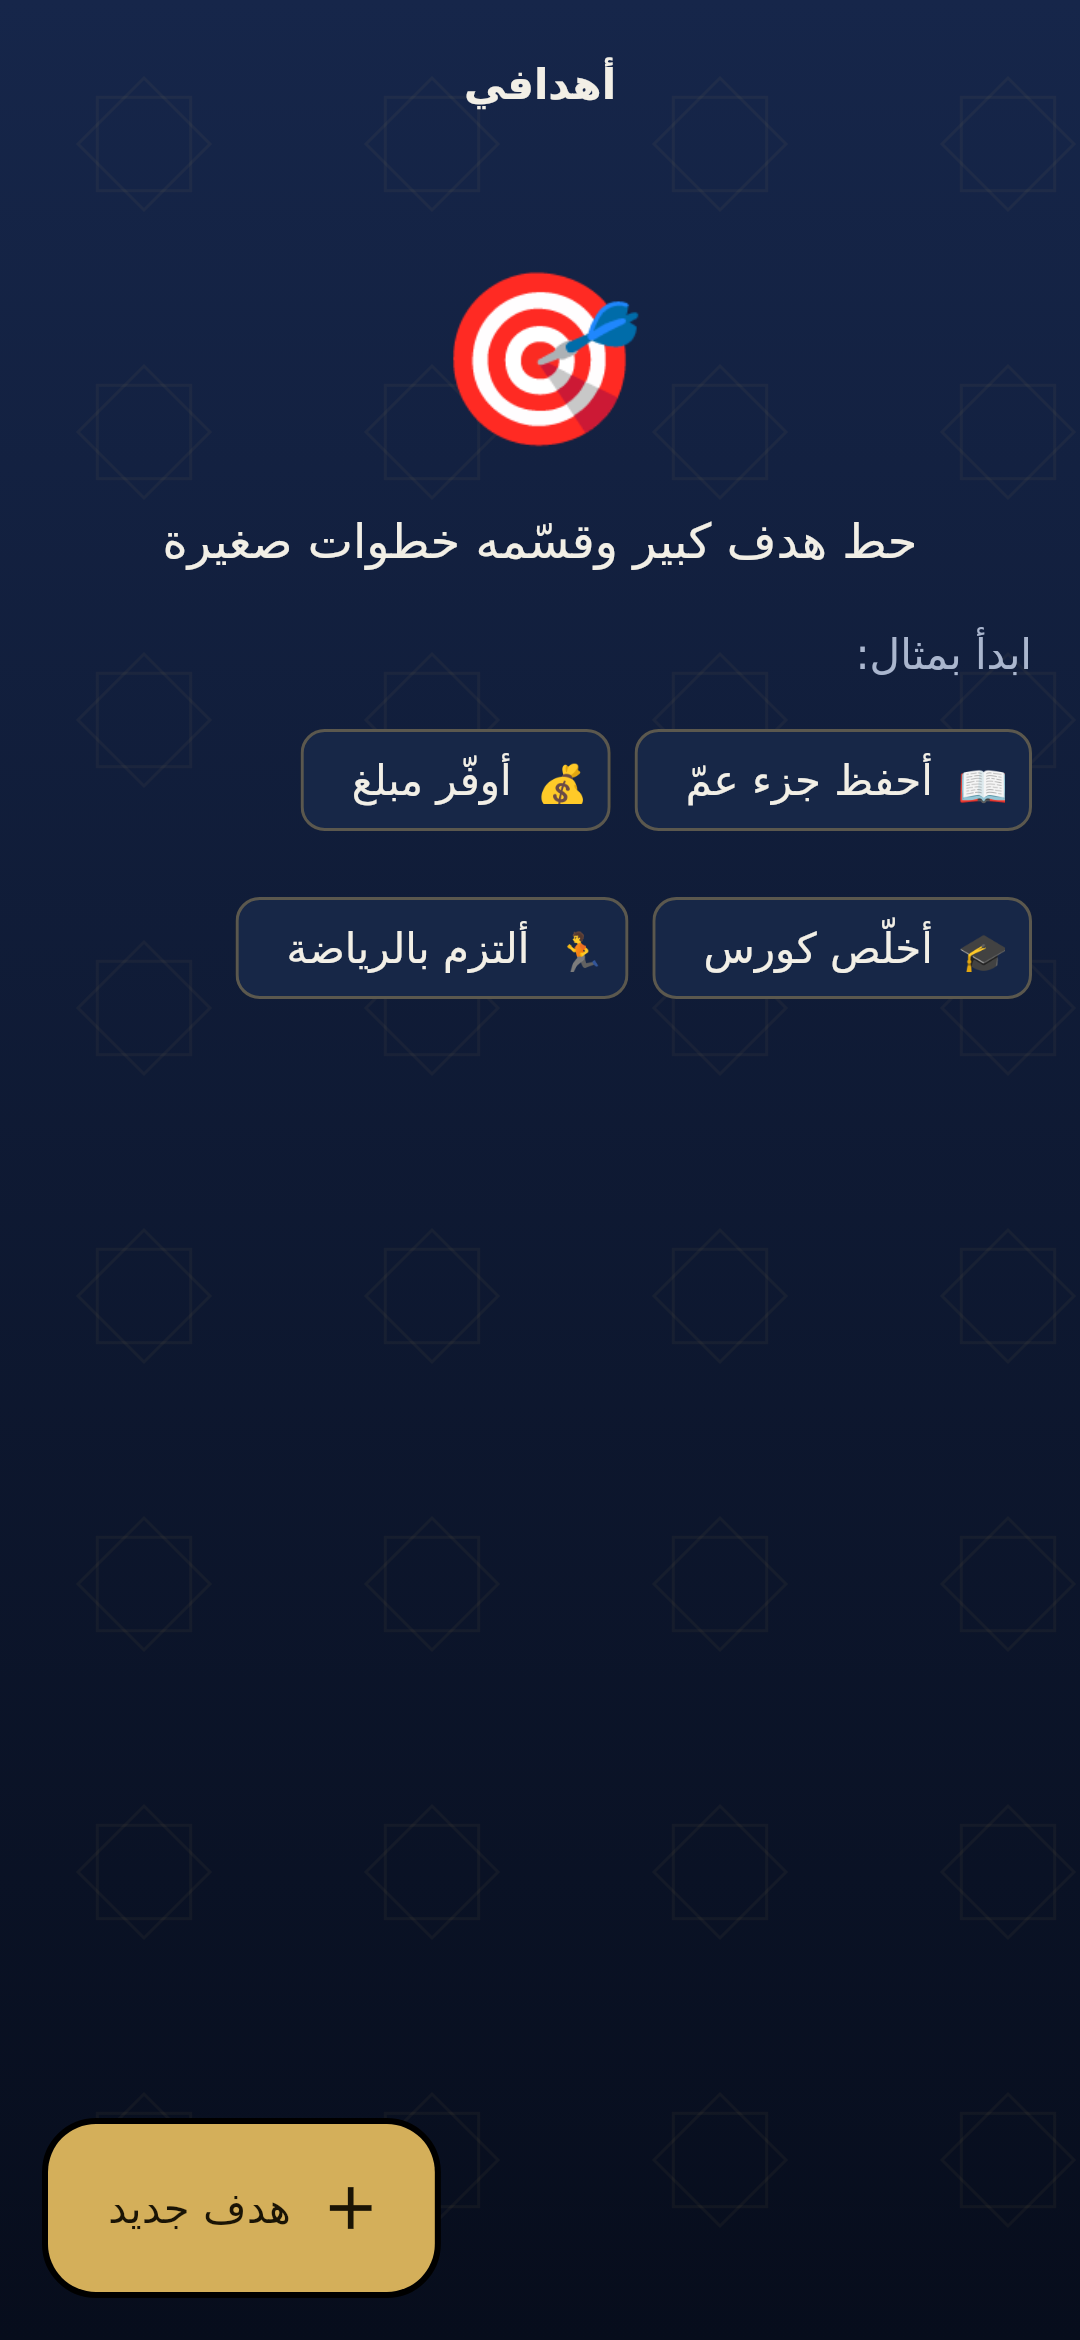 أهدافي
حط هدف كبير وقسّمه خطوات صغيرة
ابدأ بمثال:
أحفظ جزء عمّ
أوفّر مبلغ
أخلّص كورس
ألتزم بالرياضة
+ هدف جديد